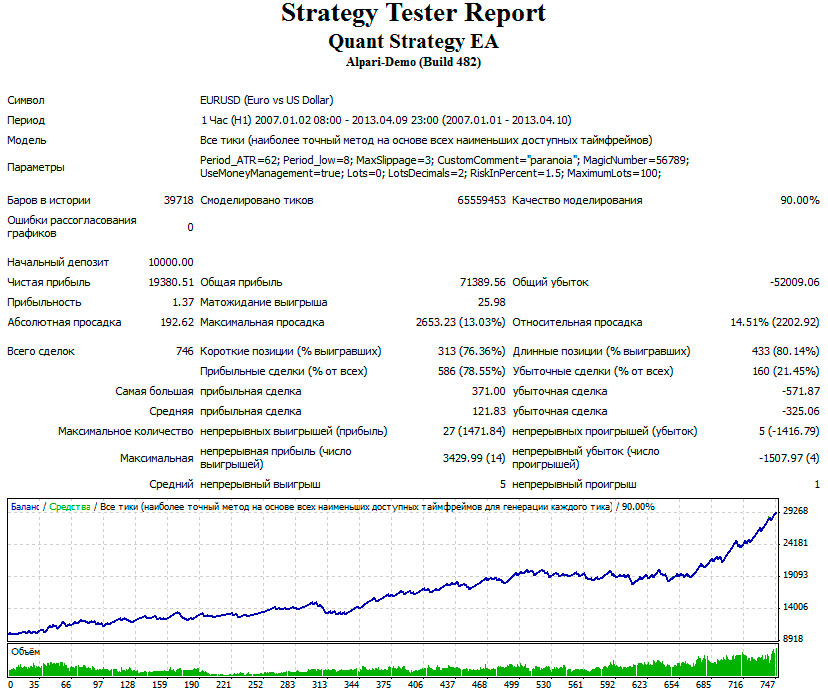 Strategy Tester Report
Quant Strategy EA
Alpari-Demo (Build 482)
Символ EURUSD (Euro vs US Dollar)
Период 1 Час (H1) 2007.01.02 08:00 - 2013.04.09 23:00 (2007.01.01 - 2013.04.10)
Модель Все тики (наиболее точный метод на основе всех наименьших доступных таймфреймов)
Параметры Period_ATR=62; Period_low=8; MaxSlippage=3; CustomComment="paranoia"; MagicNumber=56789;
UseMoneyManagement=true; Lots=0; LotsDecimals=2; RiskInPercent=1.5; MaximumLots=100;
Баров в истории 39718 Смоделировано тиков 65559453 Качество моделирования 90.00%
Ошибки рассогласования
графиков 0
Начальный депозит 10000.00
Чистая прибыль 19380.51 Общая прибыль 71389.56 Общий убыток -52009.06
Прибыльность 1.37 Матожидание выигрыша 25.98
Абсолютная просадка 192.62 Максимальная просадка 2653.23 (13.03%) Относительная просадка 14.51% (2202.92)
Всего сделок 746 Короткие позиции (% выигравших) 313 (76.36%) Длинные позиции (% выигравших) 433 (80.14%)
Прибыльные сделки (% от всех) 586 (78.55%) Убыточные сделки (% от всех) 160 (21.45%)
Самая большая прибыльная сделка 371.00 убыточная сделка -571.87
Средняя прибыльная сделка 121.83 убыточная сделка -325.06
Максимальное количество непрерывных выигрышей (прибыль) 27 (1471.84) непрерывных проигрышей (убыток) 5 (-1416.79)
Максимальная непрерывная прибыль (число
выигрышей) 3429.99 (14) непрерывный убыток (число
проигрышей) -1507.97 (4)
Средний непрерывный выигрыш 5 непрерывный проигрыш 1
Баланс / Средства / Все тики (наиболее точный метод на основе всех наименьших доступных таймфреймов для генерации каждого тика) / 90.00%
29268
24181
19093
14006
8918
Объём
0 35 66 97 128 159 190 221 252 283 313 344 375 406 437 468 499 530 561 592 623 654 685 716 747